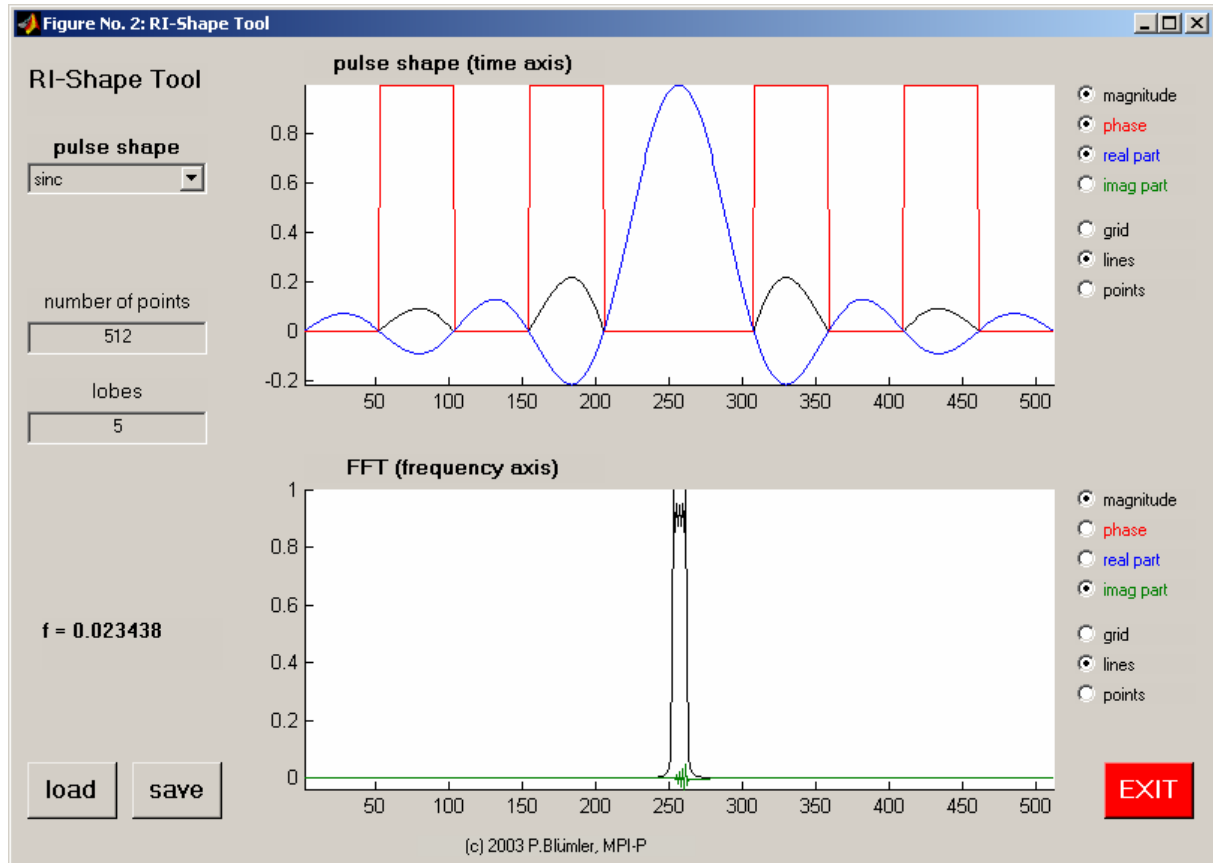 Figure No. 2: RI-Shape Tool
RI-Shape Tool
pulse shape
sinc
number of points
512
lobes
5
f = 0.023438
load
save
pulse shape (time axis)
0.8
0.6
0.4
0.2
0
-0.2
50 100 150 200 250 300 350 400 450 500
magnitude
phase
real part
imag part
grid
lines
points
FFT (frequency axis)
1
0.8
0.6
0.4
0.2
0
50 100 150 200 250 300 350 400 450 500
magnitude
phase
real part
imag part
grid
lines
points
EXIT
(c) 2003 P.Blümler, MPI-P